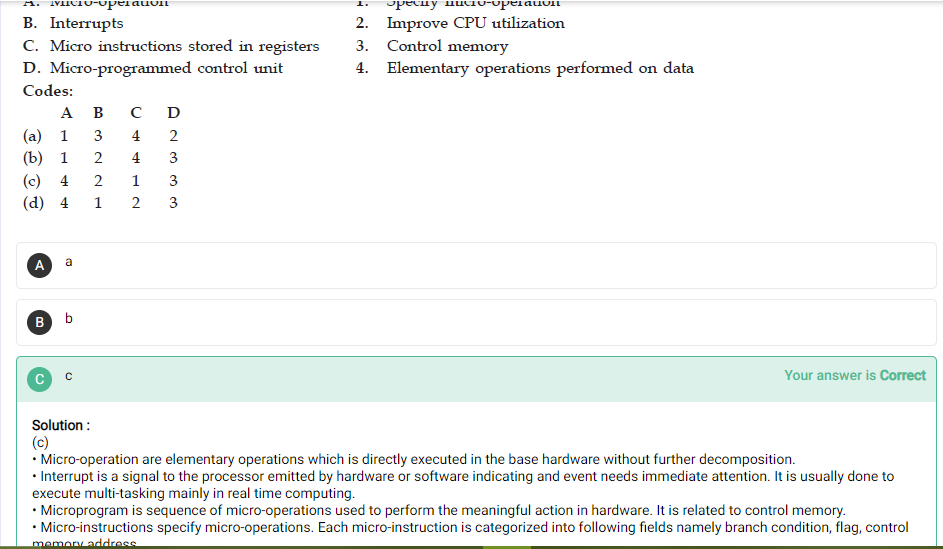 A. Micro-operation 1. Specify micro-operation
B. Interrupts 2. Improve CPU utilization
C. Micro instructions stored in registers 3. Control memory
D. Micro-programmed control unit 4. Elementary operations performed on data
Codes:
A B C D
(a) 1 3 4 2
(b) 1 2 4 3
(c) 4 2 1 3
(d) 4 1 2 3
A a
B b
C c Your answer is Correct
Solution :
(c)
• Micro-operation are elementary operations which is directly executed in the base hardware without further decomposition.
• Interrupt is a signal to the processor emitted by hardware or software indicating and event needs immediate attention. It is usually done to
execute multi-tasking mainly in real time computing.
• Microprogram is sequence of micro-operations used to perform the meaningful action in hardware. It is related to control memory.
• Micro-instructions specify micro-operations. Each micro-instruction is categorized into following fields namely branch condition, flag, control
memory address